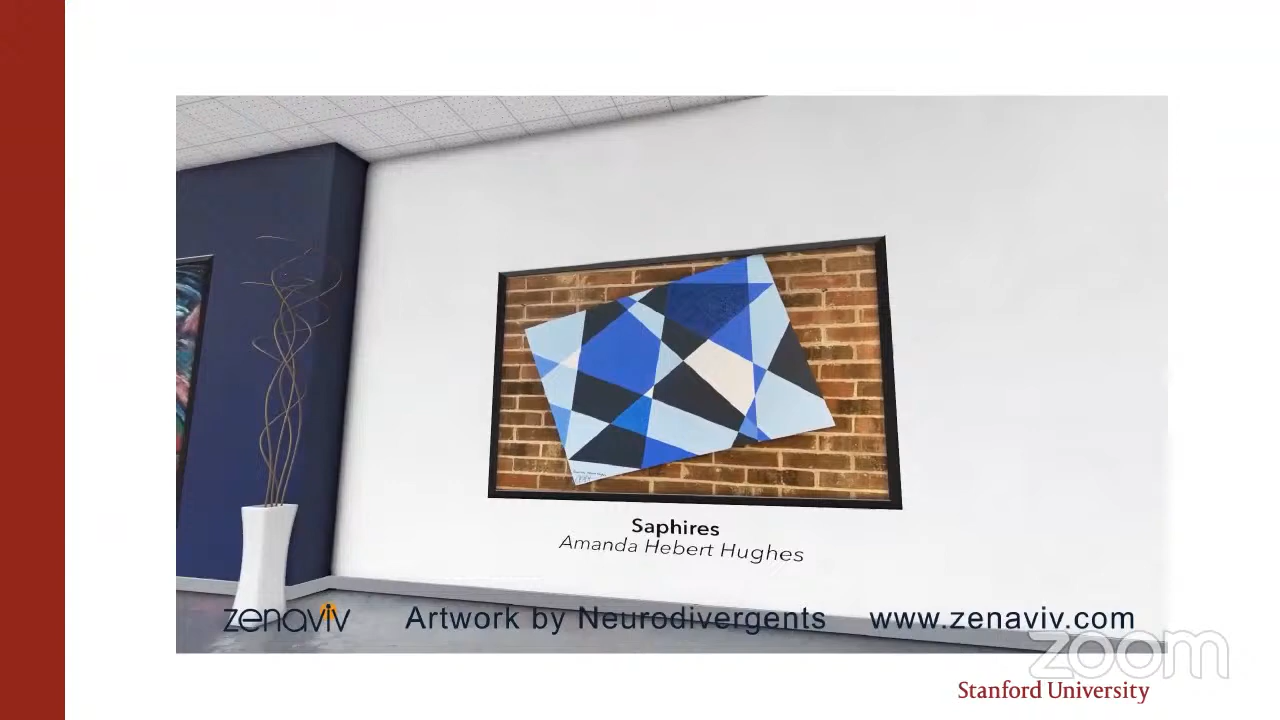 Saphires
Amanda Hebert Hughes
zenaviv Artwork by Neurodivergents www.zenaviv.com
zoom
Stanford University